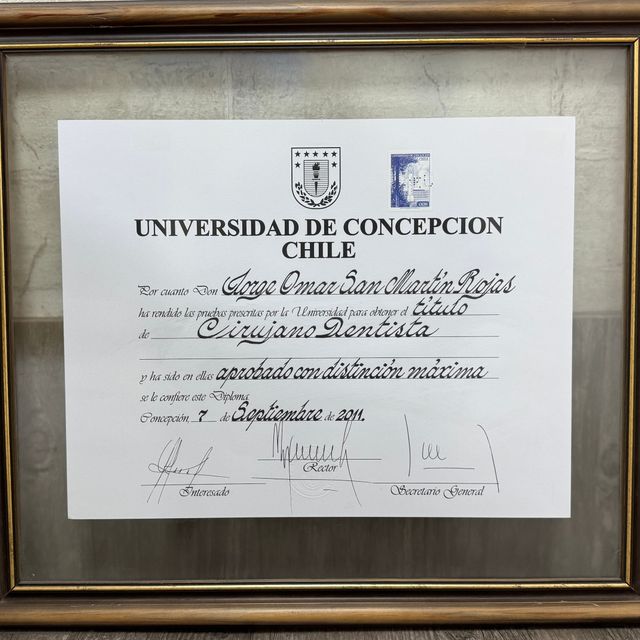 UNIVERSIDAD DE CONCEPCION
CHILE
Por cuanto Don Jorge Omar San Martín Rojas
ha rendido las pruebas prescritas por la Universidad para obtener el título
de Cirujano Dentista
y ha sido en ellas aprobado con distinción máxima
se le confiere este Diploma
Concepción, 7 de Septiembre de 2011.
Interesado
Rector
Secretario General